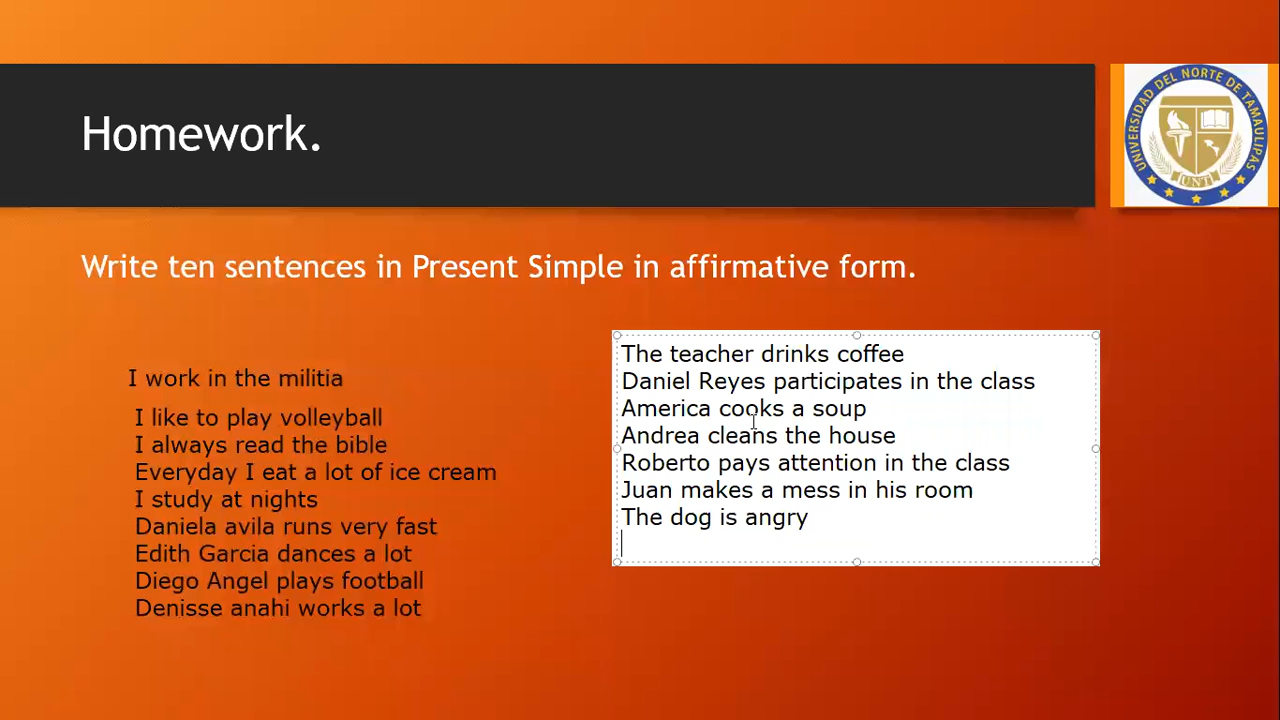 Homework.
UNIVERSIDAD DEL NORTE DE TAMAULIPAS
UNT
Write ten sentences in Present Simple in affirmative form.
I work in the militia
I like to play volleyball
I always read the bible
Everyday I eat a lot of ice cream
I study at nights
Daniela avila runs very fast
Edith Garcia dances a lot
Diego Angel plays football
Denisse anahi works a lot
The teacher drinks coffee
Daniel Reyes participates in the class
America cooks a soup
Andrea cleans the house
Roberto pays attention in the class
Juan makes a mess in his room
The dog is angry